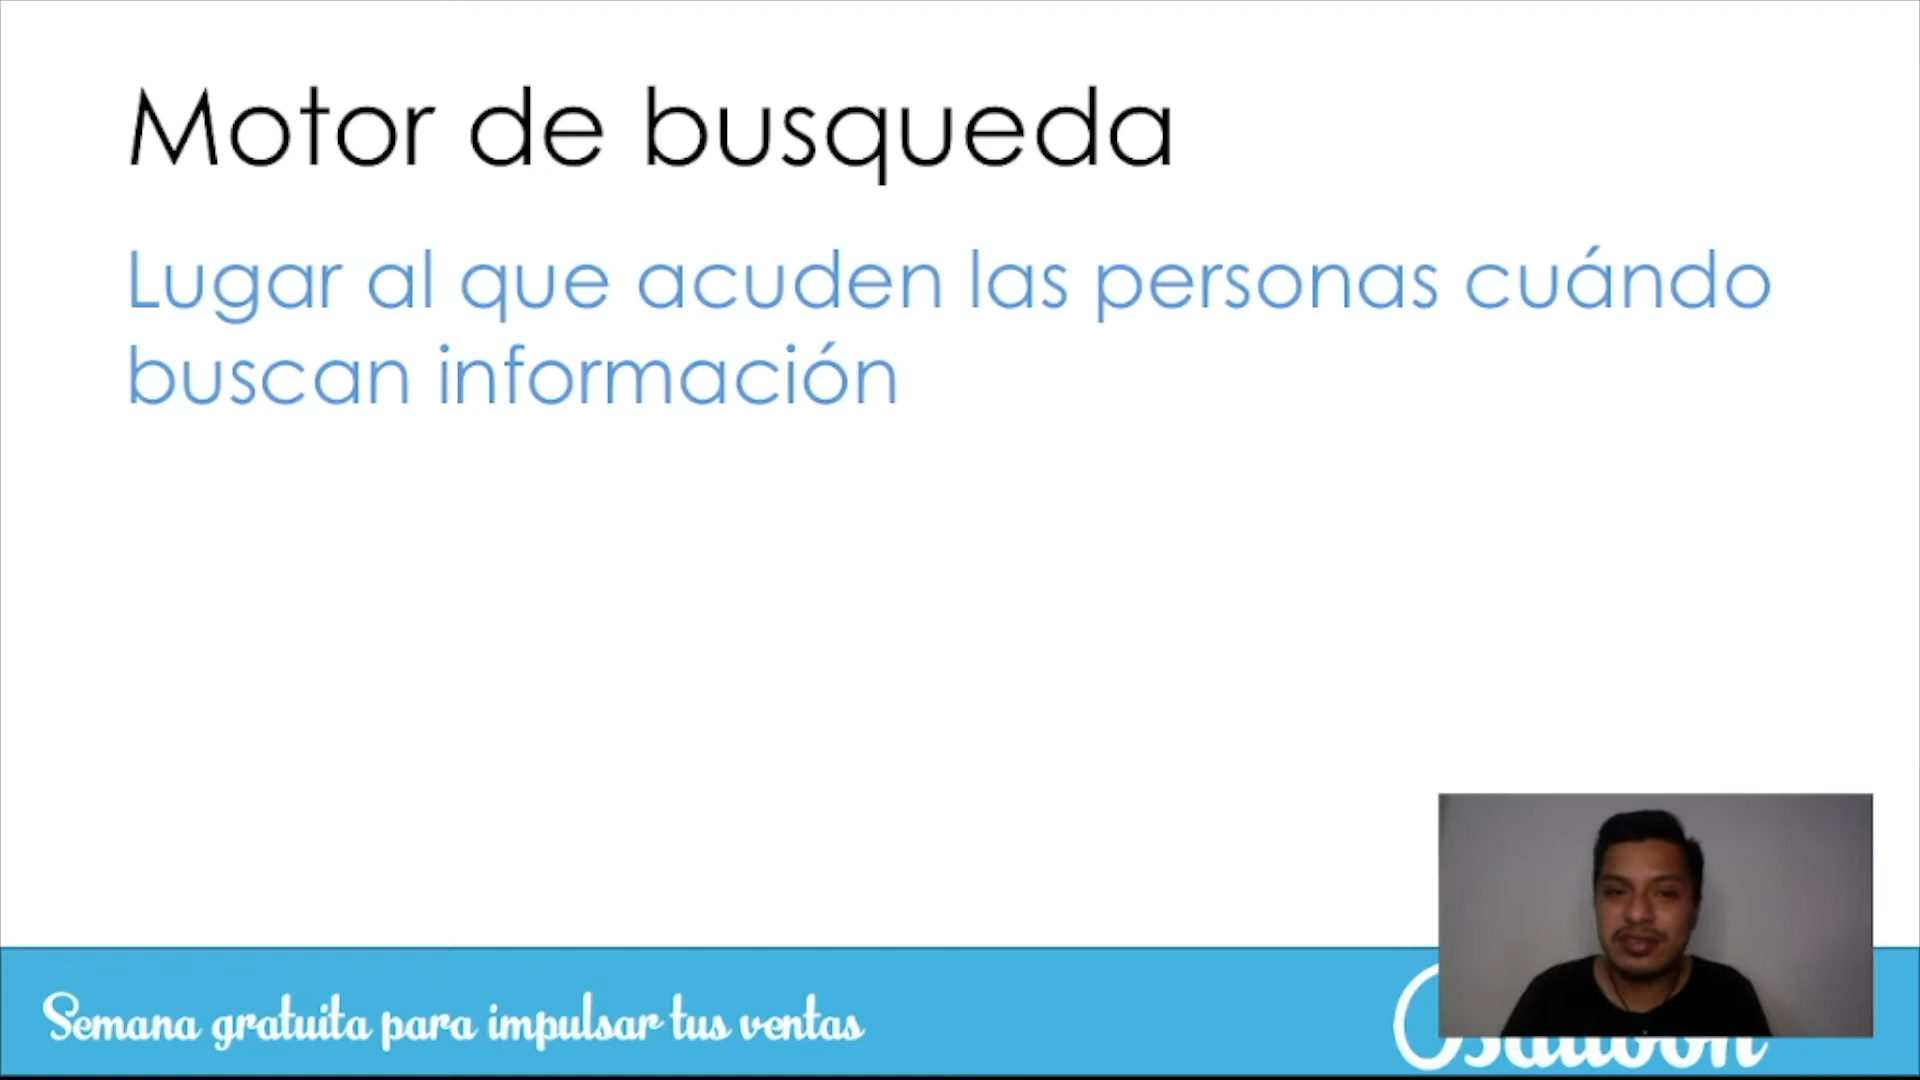 Motor de busqueda
Lugar al que acuden las personas cuándo
buscan información
Semana gratuita para impulsar tus ventas